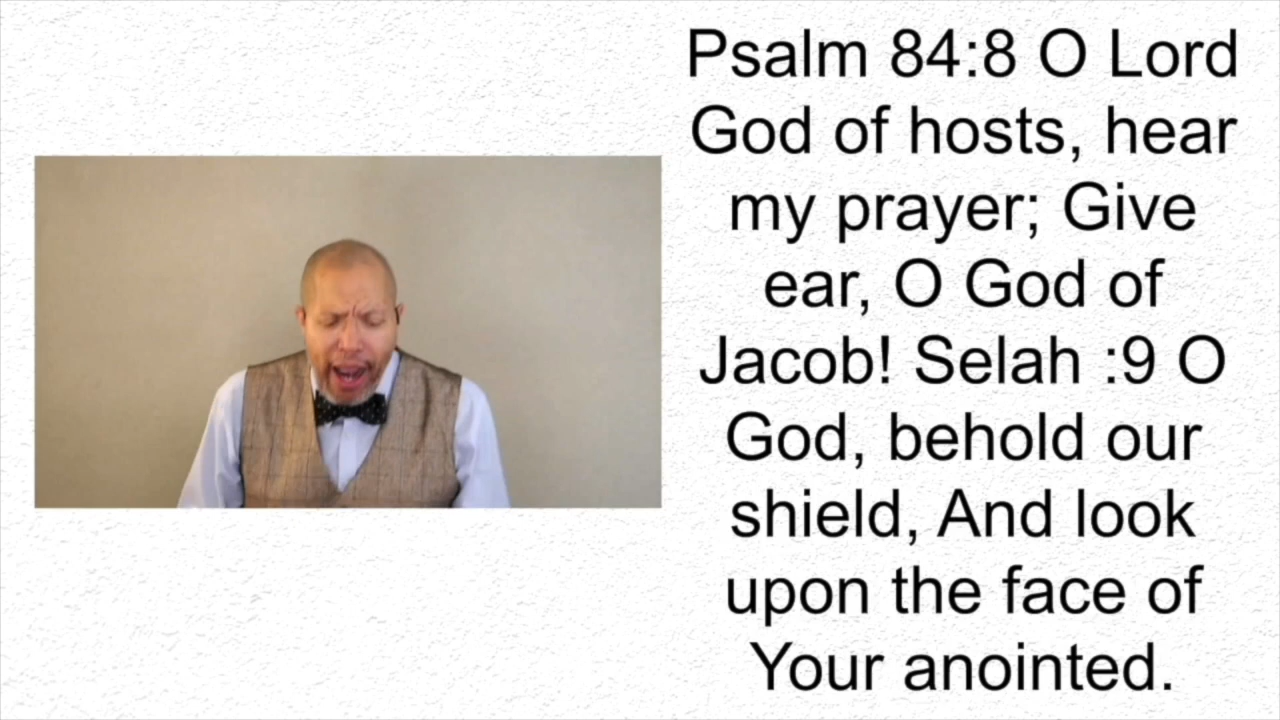 Psalm 84:8 O Lord
God of hosts, hear
my prayer; Give
ear, O God of
Jacob! Selah :9 O
God, behold our
shield, And look
upon the face of
Your anointed.